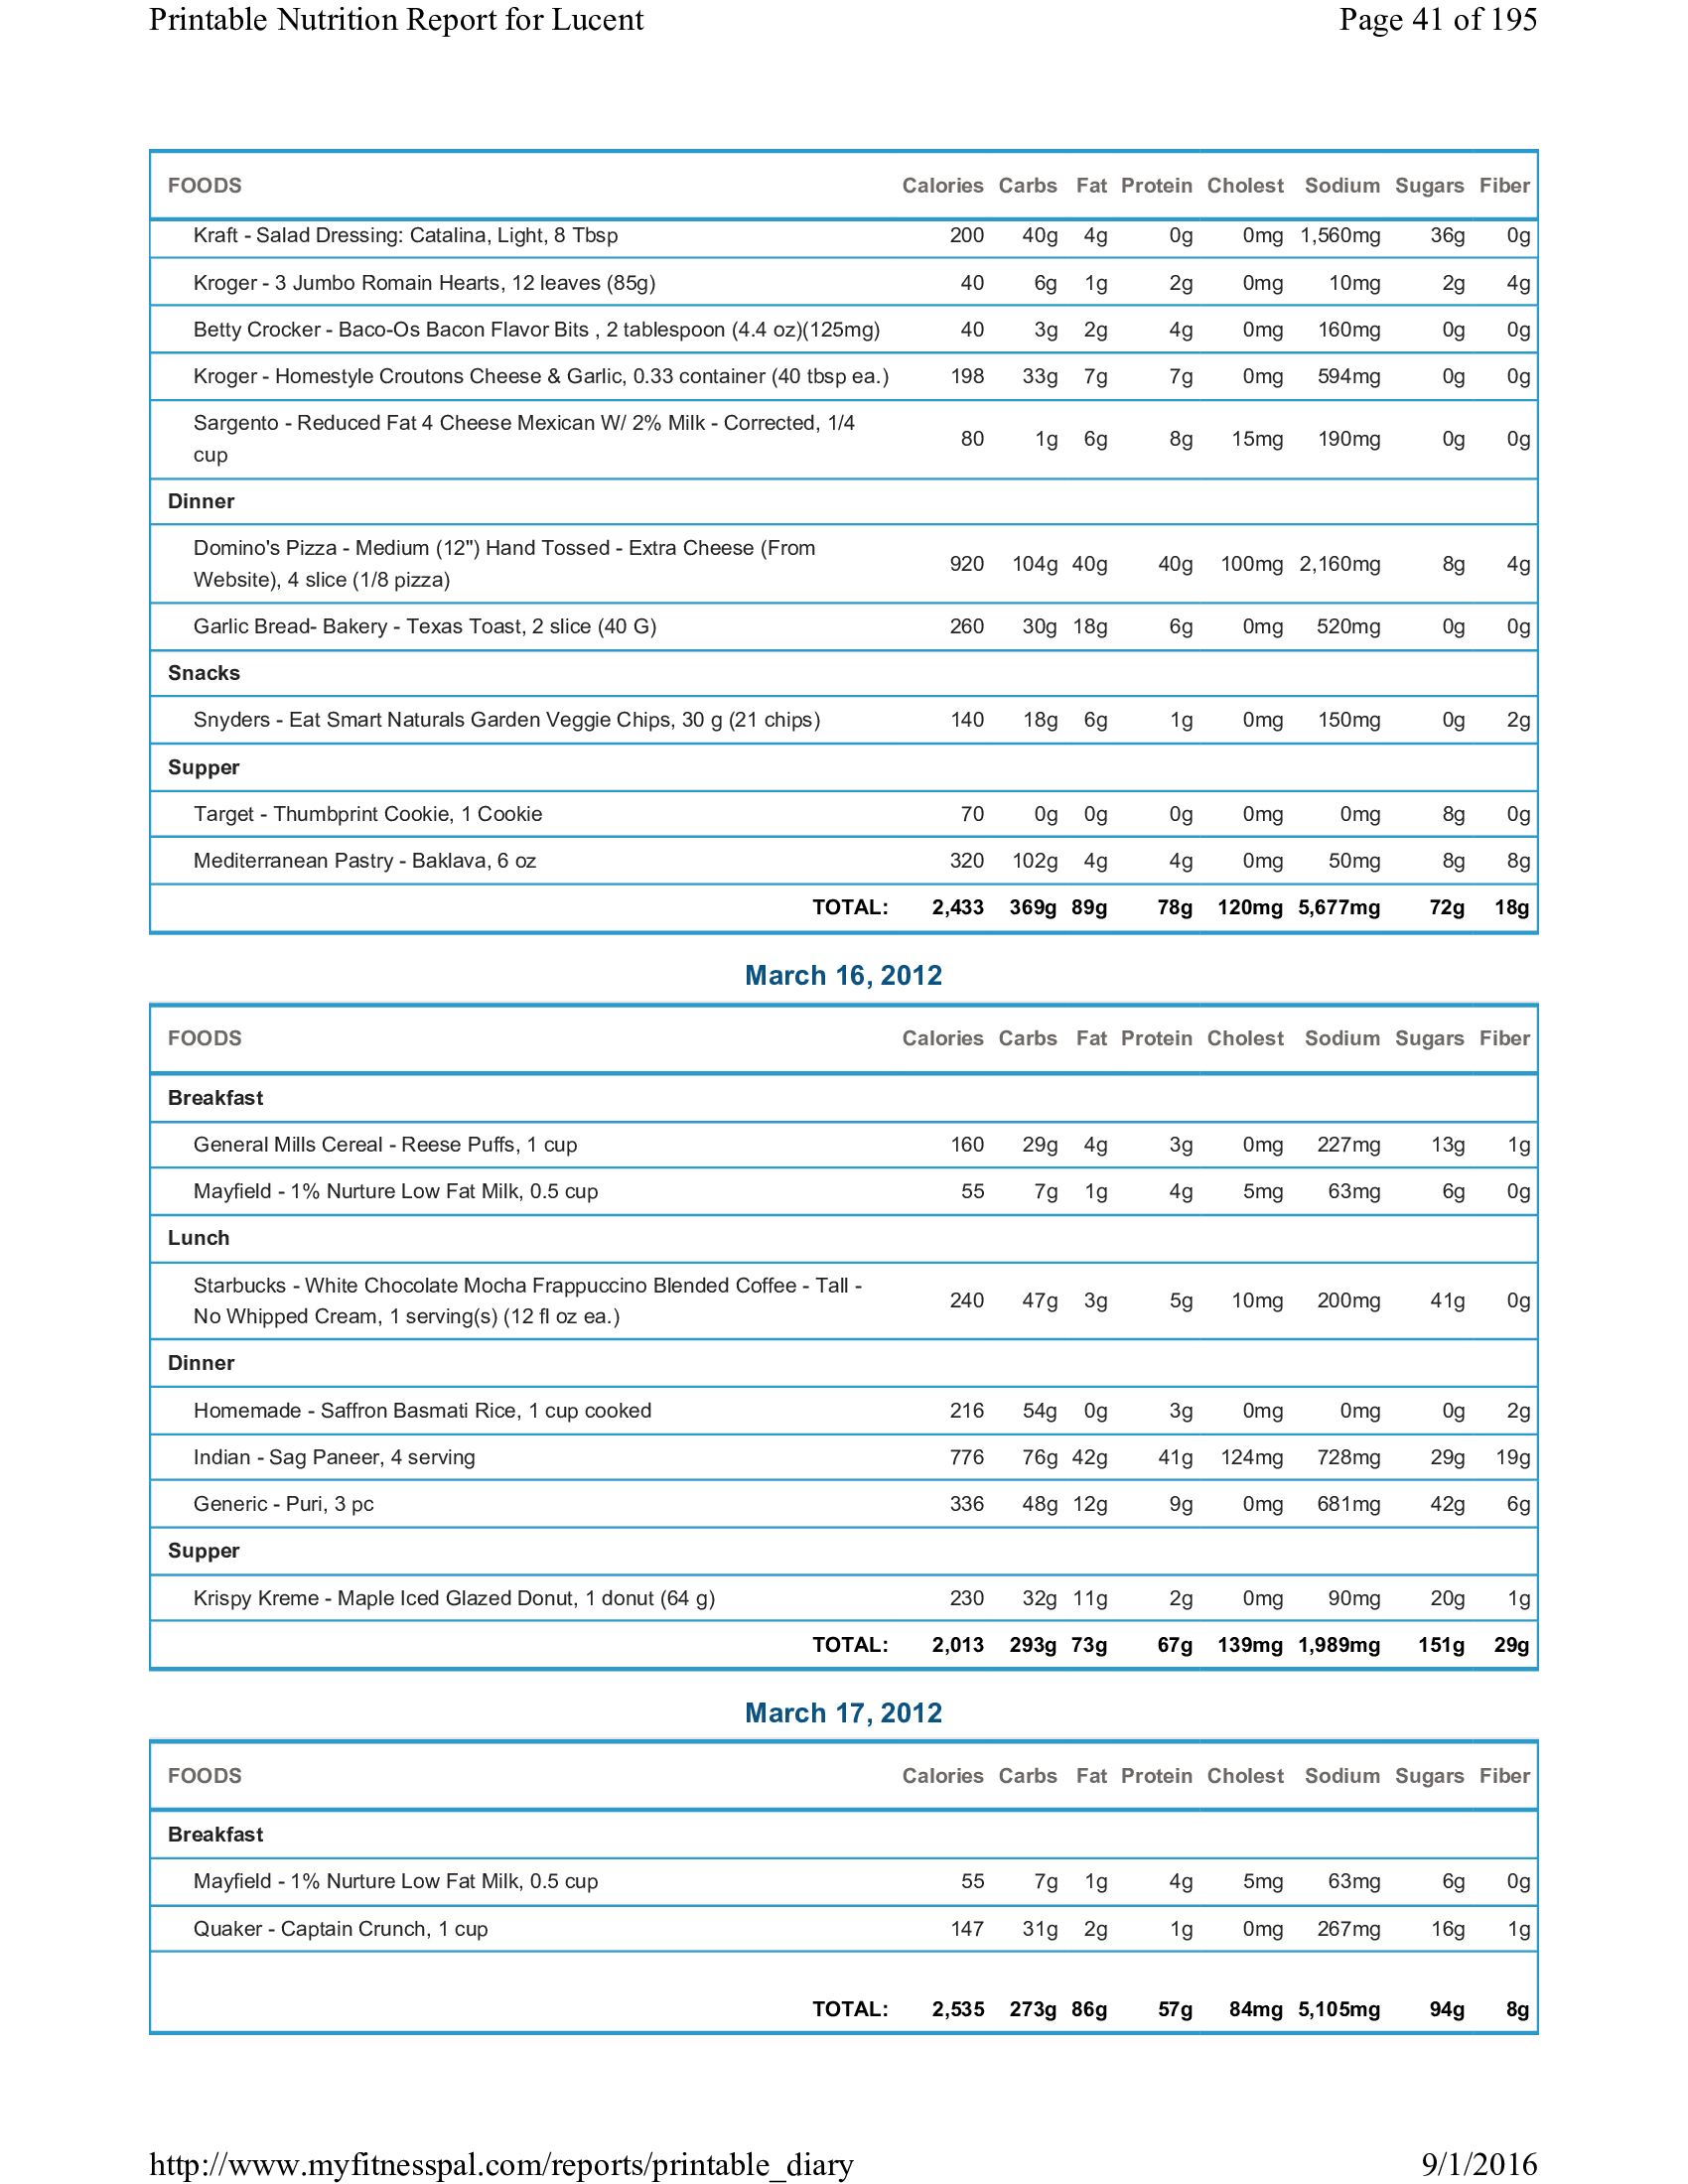 Printable Nutrition Report for Lucent Page 41 of 195
FOODS Calories Carbs Fat Protein Cholest Sodium Sugars Fiber
Kraft - Salad Dressing: Catalina, Light, 8 Tbsp 200 40g 4g 0g 0mg 1,560mg 36g 0g
Kroger - 3 Jumbo Romain Hearts, 12 leaves (85g) 40 6g 1g 2g 0mg 10mg 2g 4g
Betty Crocker - Baco-Os Bacon Flavor Bits , 2 tablespoon (4.4 oz)(125mg) 40 3g 2g 4g 0mg 160mg 0g 0g
Kroger - Homestyle Croutons Cheese & Garlic, 0.33 container (40 tbsp ea.) 198 33g 7g 7g 0mg 594mg 0g 0g
Sargento - Reduced Fat 4 Cheese Mexican W/ 2% Milk - Corrected, 1/4
cup 80 1g 6g 8g 15mg 190mg 0g 0g
Dinner
Domino's Pizza - Medium (12") Hand Tossed - Extra Cheese (From
Website), 4 slice (1/8 pizza) 920 104g 40g 40g 100mg 2,160mg 8g 4g
Garlic Bread- Bakery - Texas Toast, 2 slice (40 G) 260 30g 18g 6g 0mg 520mg 0g 0g
Snacks
Snyders - Eat Smart Naturals Garden Veggie Chips, 30 g (21 chips) 140 18g 6g 1g 0mg 150mg 0g 2g
Supper
Target - Thumbprint Cookie, 1 Cookie 70 0g 0g 0g 0mg 0mg 8g 0g
Mediterranean Pastry - Baklava, 6 oz 320 102g 4g 4g 0mg 50mg 8g 8g
TOTAL: 2,433 369g 89g 78g 120mg 5,677mg 72g 18g
March 16, 2012
FOODS Calories Carbs Fat Protein Cholest Sodium Sugars Fiber
Breakfast
General Mills Cereal - Reese Puffs, 1 cup 160 29g 4g 3g 0mg 227mg 13g 1g
Mayfield - 1% Nurture Low Fat Milk, 0.5 cup 55 7g 1g 4g 5mg 63mg 6g 0g
Lunch
Starbucks - White Chocolate Mocha Frappuccino Blended Coffee - Tall -
No Whipped Cream, 1 serving(s) (12 fl oz ea.) 240 47g 3g 5g 10mg 200mg 41g 0g
Dinner
Homemade - Saffron Basmati Rice, 1 cup cooked 216 54g 0g 3g 0mg 0mg 0g 2g
Indian - Sag Paneer, 4 serving 776 76g 42g 41g 124mg 728mg 29g 19g
Generic - Puri, 3 pc 336 48g 12g 9g 0mg 681mg 42g 6g
Supper
Krispy Kreme - Maple Iced Glazed Donut, 1 donut (64 g) 230 32g 11g 2g 0mg 90mg 20g 1g
TOTAL: 2,013 293g 73g 67g 139mg 1,989mg 151g 29g
March 17, 2012
FOODS Calories Carbs Fat Protein Cholest Sodium Sugars Fiber
Breakfast
Mayfield - 1% Nurture Low Fat Milk, 0.5 cup 55 7g 1g 4g 5mg 63mg 6g 0g
Quaker - Captain Crunch, 1 cup 147 31g 2g 1g 0mg 267mg 16g 1g
TOTAL: 2,535 273g 86g 57g 84mg 5,105mg 94g 8g
http://www.myfitnesspal.com/reports/printable_diary 9/1/2016